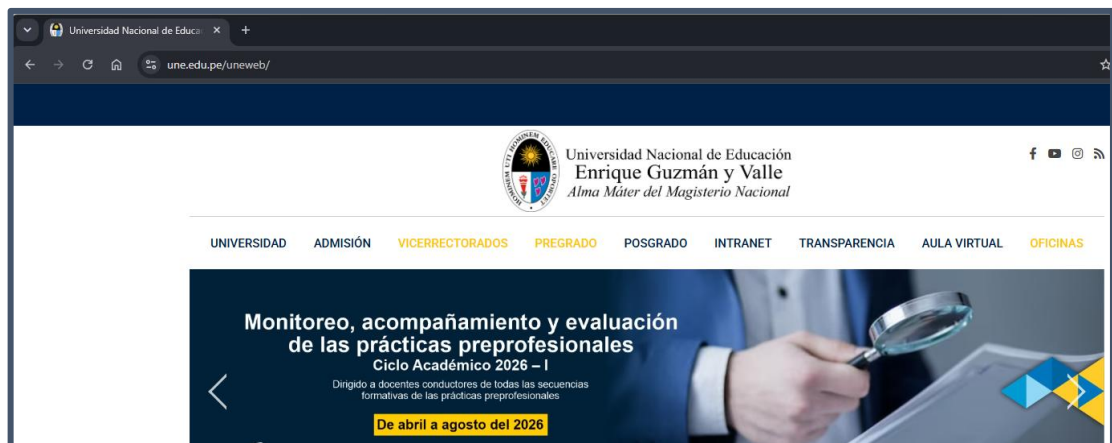 Universidad Nacional de Educac
une.edu.pe/uneweb/
Universidad Nacional de Educación
Enrique Guzmán y Valle
Alma Máter del Magisterio Nacional
UNIVERSIDAD ADMISIÓN VICERRECTORADOS PREGRADO POSGRADO INTRANET TRANSPARENCIA AULA VIRTUAL OFICINAS
Monitoreo, acompañamiento y evaluación
de las prácticas preprofesionales
Ciclo Académico 2026 – I
Dirigido a docentes conductores de todas las secuencias
formativas de las prácticas preprofesionales
De abril a agosto del 2026